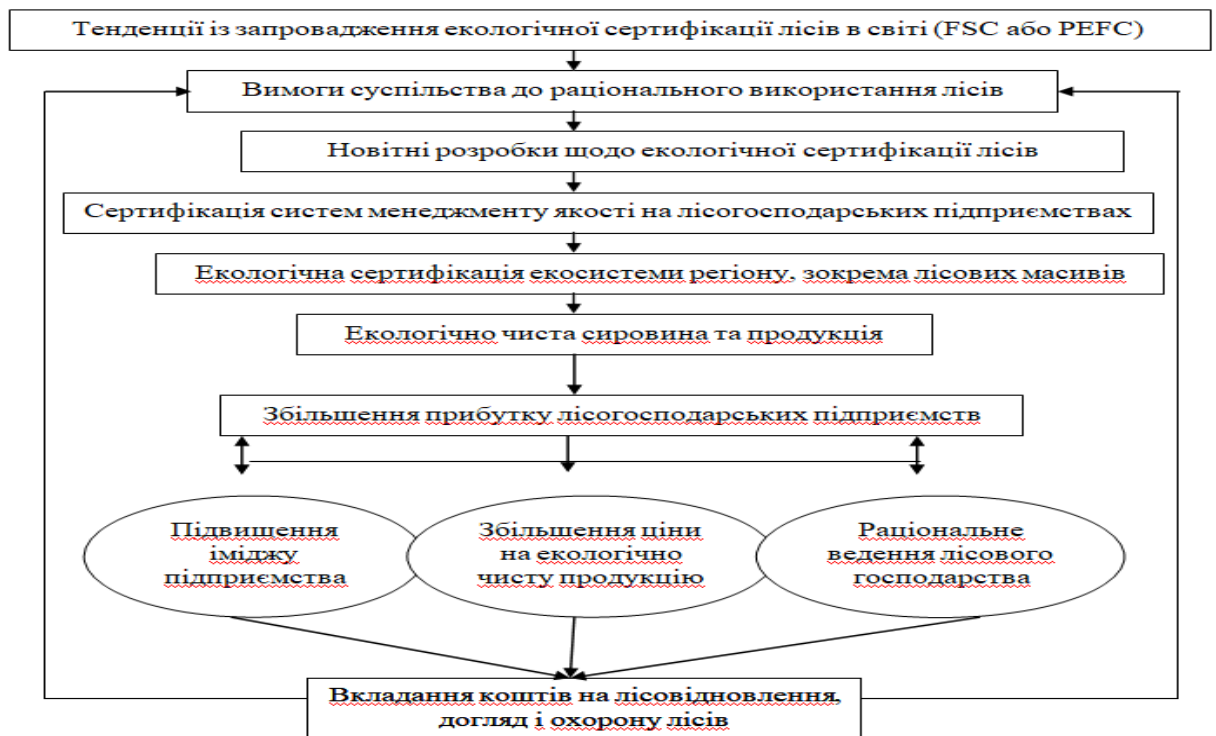 Тенденції із запровадження екологічної сертифікації лісів в світі (FSC або PEFC)
Вимоги суспільства до раціонального використання лісів
Новітні розробки щодо екологічної сертифікації лісів
Сертифікація систем менеджменту якості на лісогосподарських підприємствах
Екологічна сертифікація екосистеми регіону, зокрема лісових масивів
Екологічно чиста сировина та продукція
Збільшення прибутку лісогосподарських підприємств
Підвищення
іміджу
підприємства
Збільшення ціни
на екологічно
чисту продукцію
Раціональне
ведення лісового
господарства
Вкладання коштів на лісовідновлення,
догляд і охорону лісів